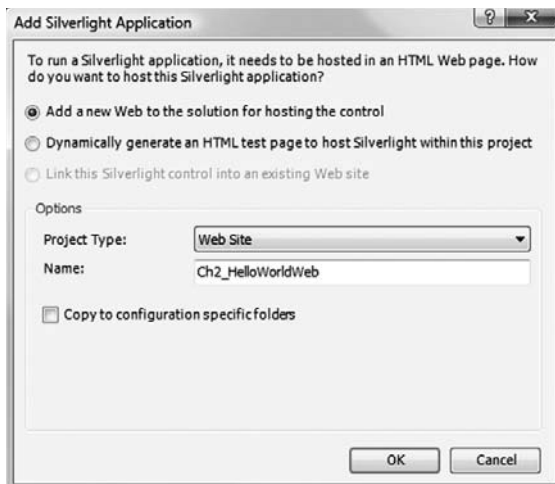 Add Silverlight Application
To run a Silverlight application, it needs to be hosted in an HTML Web page. How
do you want to host this Silverlight application?
Add a new Web to the solution for hosting the control
Dynamically generate an HTML test page to host Silverlight within this project
Link this Silverlight control into an existing Web site
Options
Project Type: Web Site
Name: Ch2_HelloWorldWeb
Copy to configuration specific folders
OK Cancel